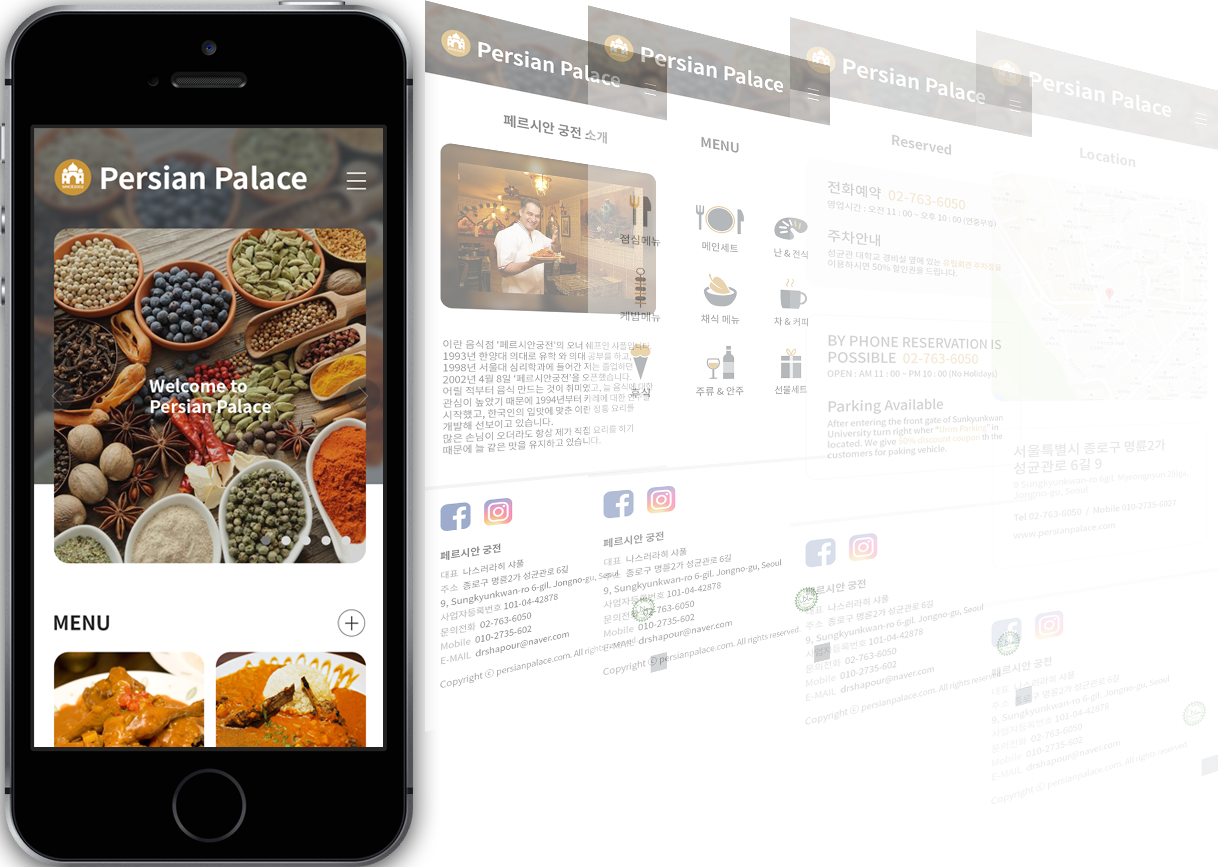 Persian Palace
Welcome to
Persian Palace
MENU
Persian Palace
페르시안 궁전 소개
이란 음식점 '페르시안궁전'의 오너 쉐프인 샤풀입니다.
1993년 한양대 의대로 유학 와 의대 공부를 하고,
1998년 서울대 심리학과에 들어간 저는 졸업하던
2002년 4월 8일 '페르시안궁전'을 오픈했습니다.
어릴 적부터 음식 만드는 것이 취미였고, 늘 음식에 대한
관심이 높았기 때문에 1994년부터 카레에 대한 연구를
시작했고, 한국인의 입맛에 맞춘 이란 정통 요리를
개발해 선보이고 있습니다.
많은 손님이 오더라도 항상 제가 직접 요리를 하기
때문에 늘 같은 맛을 유지하고 있습니다.
페르시안 궁전
대표 나스러라히 샤풀
주소 종로구 명륜2가 성균관로 6길
9, Sungkyunkwan-ro 6-gil. Jongno-gu, Seoul
사업자등록번호 101-04-42878
문의전화 02-763-6050
Mobile 010-2735-602
E-MAIL drshapour@naver.com
Copyright ⓒ persianpalace.com. All rights
Persian Palace
MENU
점심메뉴
메인세트
난 & 전식
케밥메뉴
채식 메뉴
차 & 커피
후식
주류 & 안주
선물세트
페르시안 궁전
대표 나스러라히 샤풀
주소 종로구 명륜2가 성균관로 6길
9, Sungkyunkwan-ro 6-gil. Jongno-gu, Seoul
사업자등록번호 101-04-42878
문의전화 02-763-6050
Mobile 010-2735-602
E-MAIL drshapour@naver.com
Copyright ⓒ persianpalace.com. All rights reserved.
Persian Palace
Reserved
전화예약 02-763-6050
영업시간 : 오전 11 : 00 ~ 오후 10 : 00 (연중무휴)
주차안내
성균관 대학교 경비실 옆에 있는 유림회관 주차장을
이용하시면 50% 할인권을 드립니다.
BY PHONE RESERVATION IS
POSSIBLE 02-763-6050
OPEN : AM 11 : 00 ~ PM 10 : 00 (No Holidays)
Parking Available
After entering the front gate of Sunkyunkwan
University turn right wher "Uslim Parking" in
located. We give 50% discount coupon th the
customers for paking vehicle.
페르시안 궁전
대표 나스러라히 샤풀
주소 종로구 명륜2가 성균관로 6길
9, Sungkyunkwan-ro 6-gil. Jongno-gu, Seoul
사업자등록번호 101-04-42878
문의전화 02-763-6050
Mobile 010-2735-602
E-MAIL drshapour@naver.com
Copyright ⓒ persianpalace.com. All rights reserved.
Persian Palace
Location
서울특별시 종로구 명륜2가
성균관로 6길 9
9 Sungkyunkwan-ro 6gil, Myeongnyun 2(i)ga,
Jongno-gu, Seoul
Tel 02-763-6050 / Mobile 010-2735-6027
www.persianpalace.com
페르시안 궁전
대표 나스러라히 샤풀
주소 종로구 명륜2가 성균관로 6길
9, Sungkyunkwan-ro 6-gil. Jongno-gu, Seoul
사업자등록번호 101-04-42878
문의전화 02-763-6050
Mobile 010-2735-602
E-MAIL drshapour@naver.com
Copyright ⓒ persianpalace.com. All rights reserved.